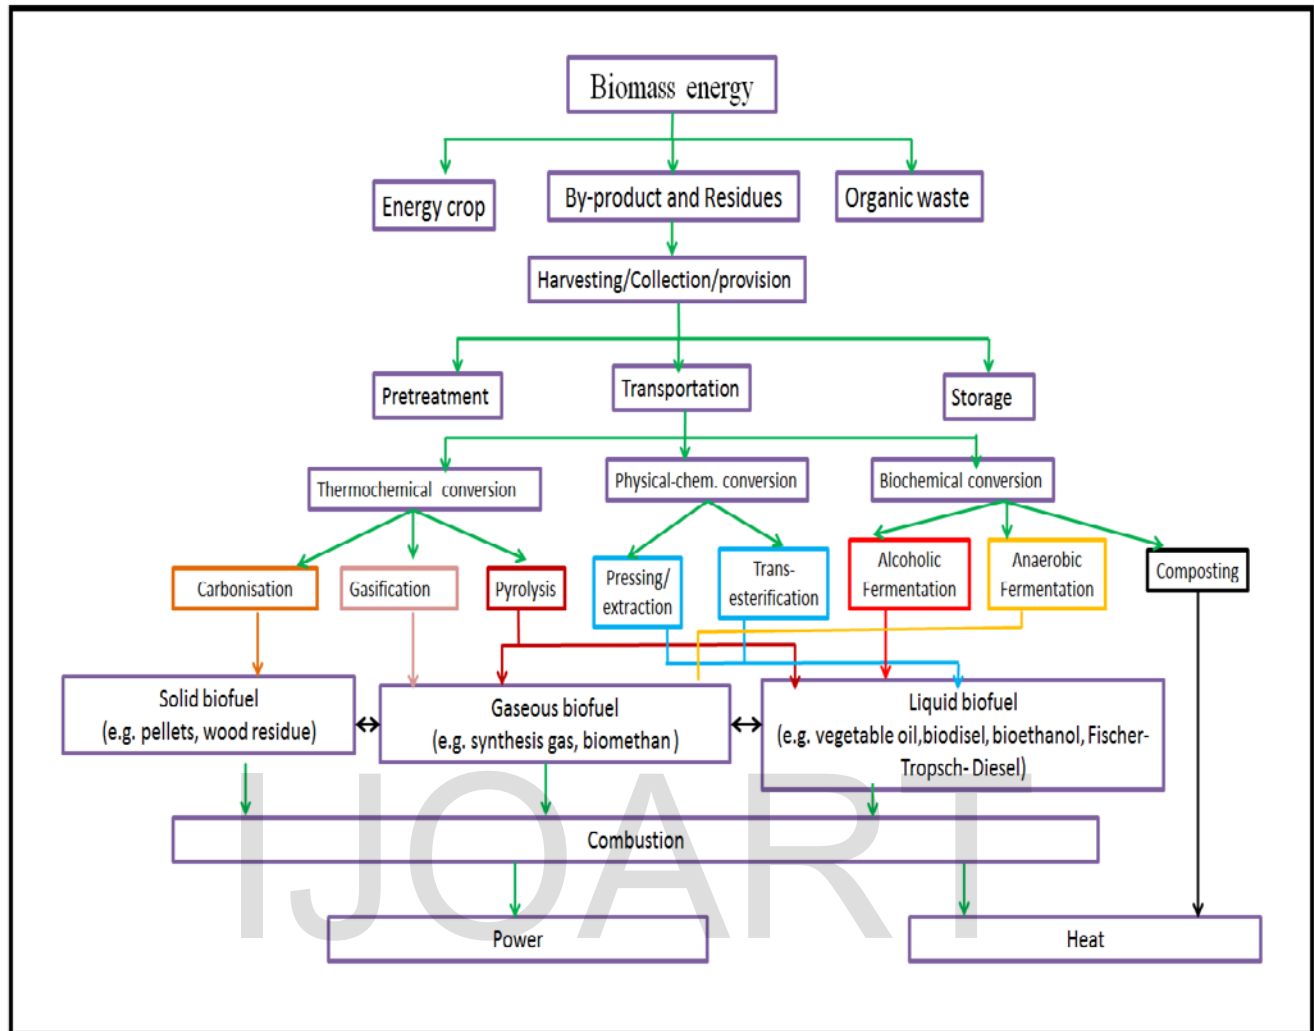 Biomass energy
Energy crop
By-product and Residues
Organic waste
Harvesting/Collection/provision
Pretreatment
Transportation
Storage
Thermochemical conversion
Physical-chem. conversion
Biochemical conversion
Carbonisation
Gasification
Pyrolysis
Pressing/
extraction
Trans-
esterification
Alcoholic
Fermentation
Anaerobic
Fermentation
Composting
Solid biofuel
(e.g. pellets, wood residue)
Gaseous biofuel
(e.g. synthesis gas, biomethan )
Liquid biofuel
(e.g. vegetable oil,biodisel, bioethanol, Fischer-
Tropsch- Diesel)
Combustion
Power
Heat
IJOART